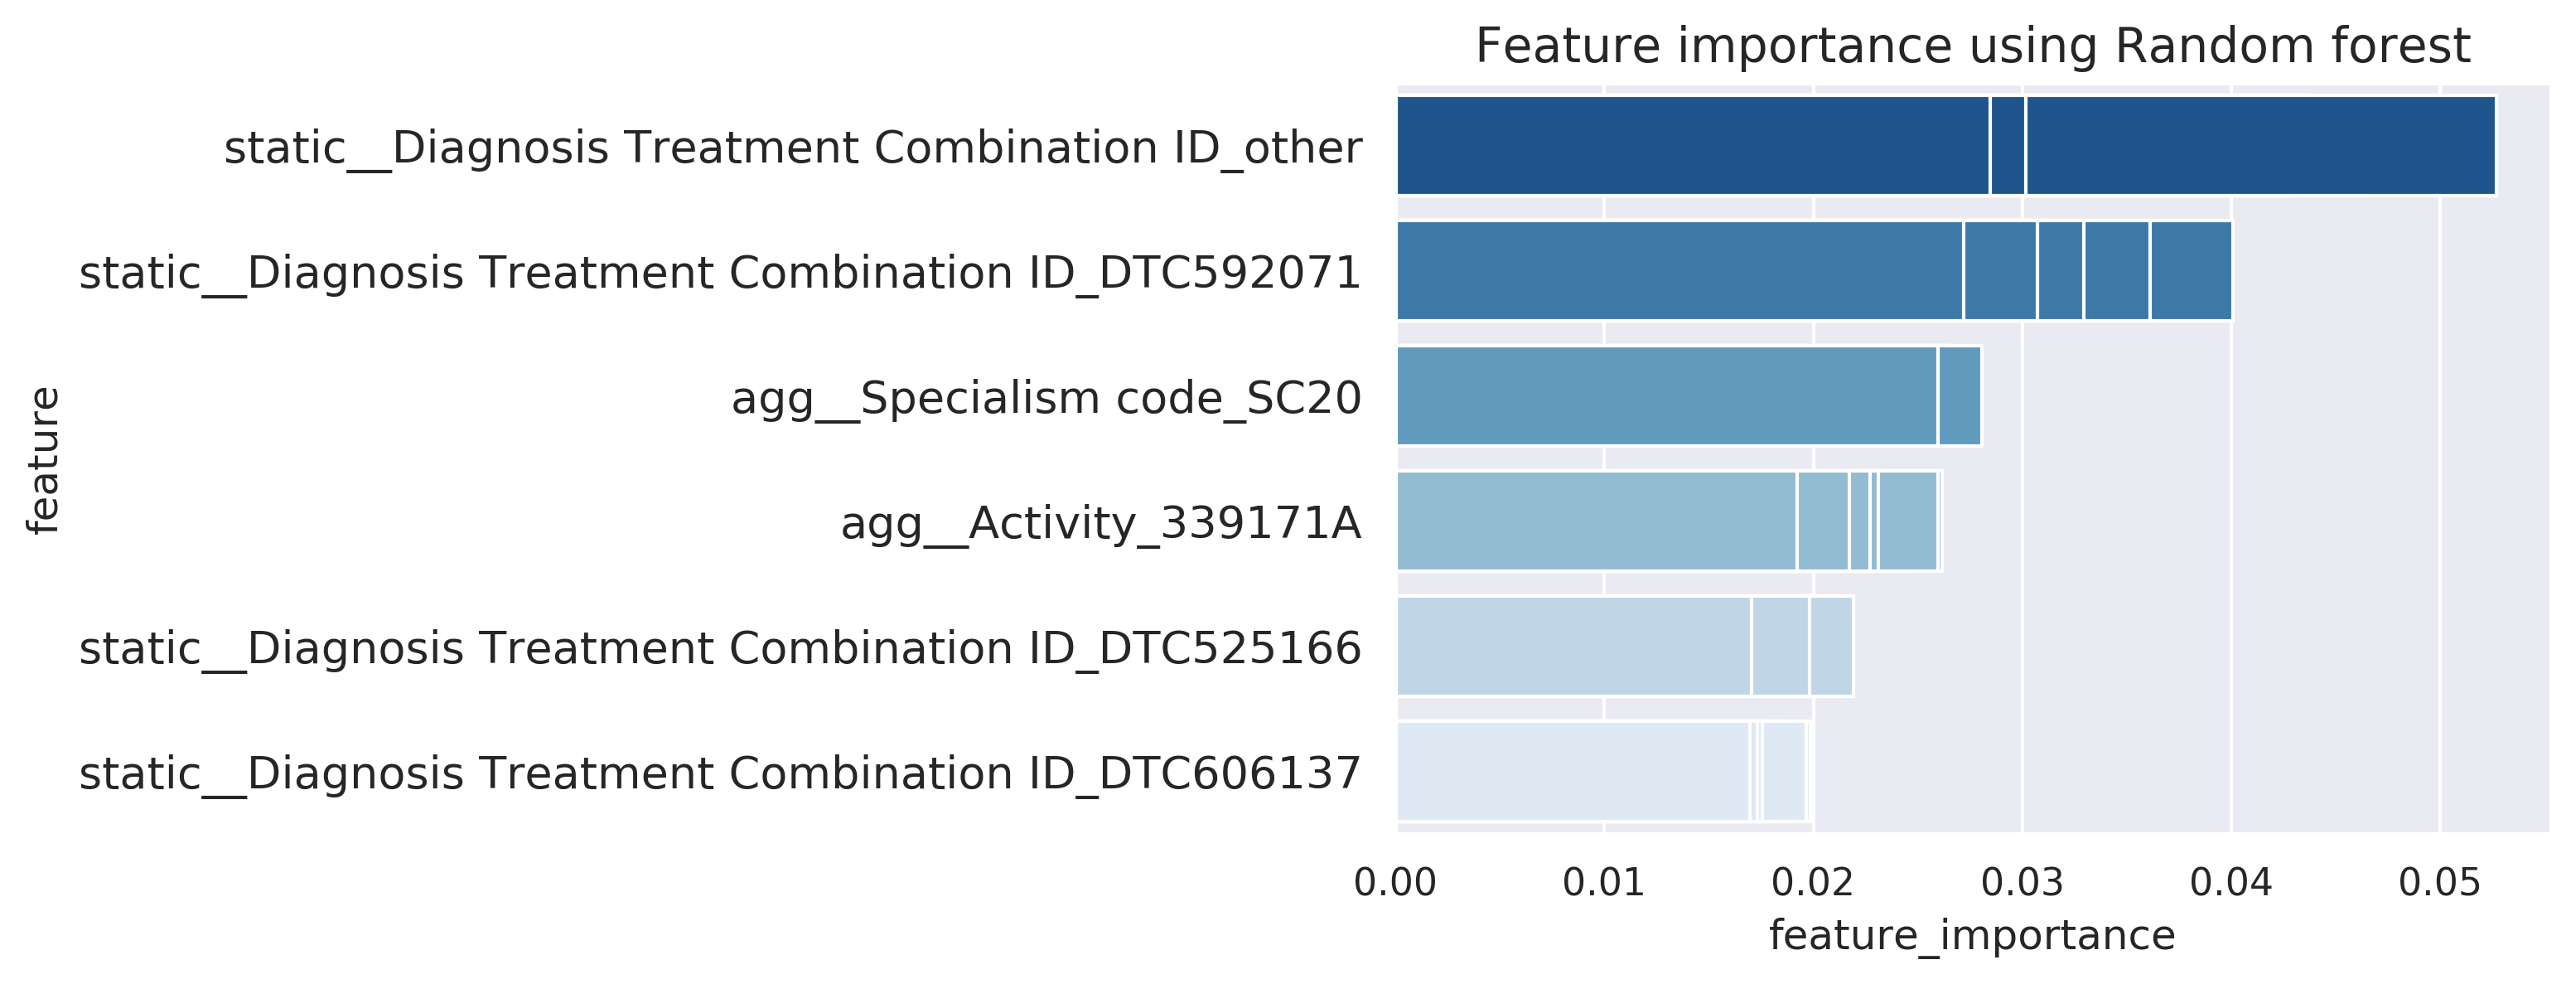 Feature importance using Random forest
static__Diagnosis Treatment Combination ID_other
static__Diagnosis Treatment Combination ID_DTC592071
agg__Specialism code_SC20
agg__Activity_339171A
static__Diagnosis Treatment Combination ID_DTC525166
static__Diagnosis Treatment Combination ID_DTC606137
feature
0.00 0.01 0.02 0.03 0.04 0.05
feature_importance